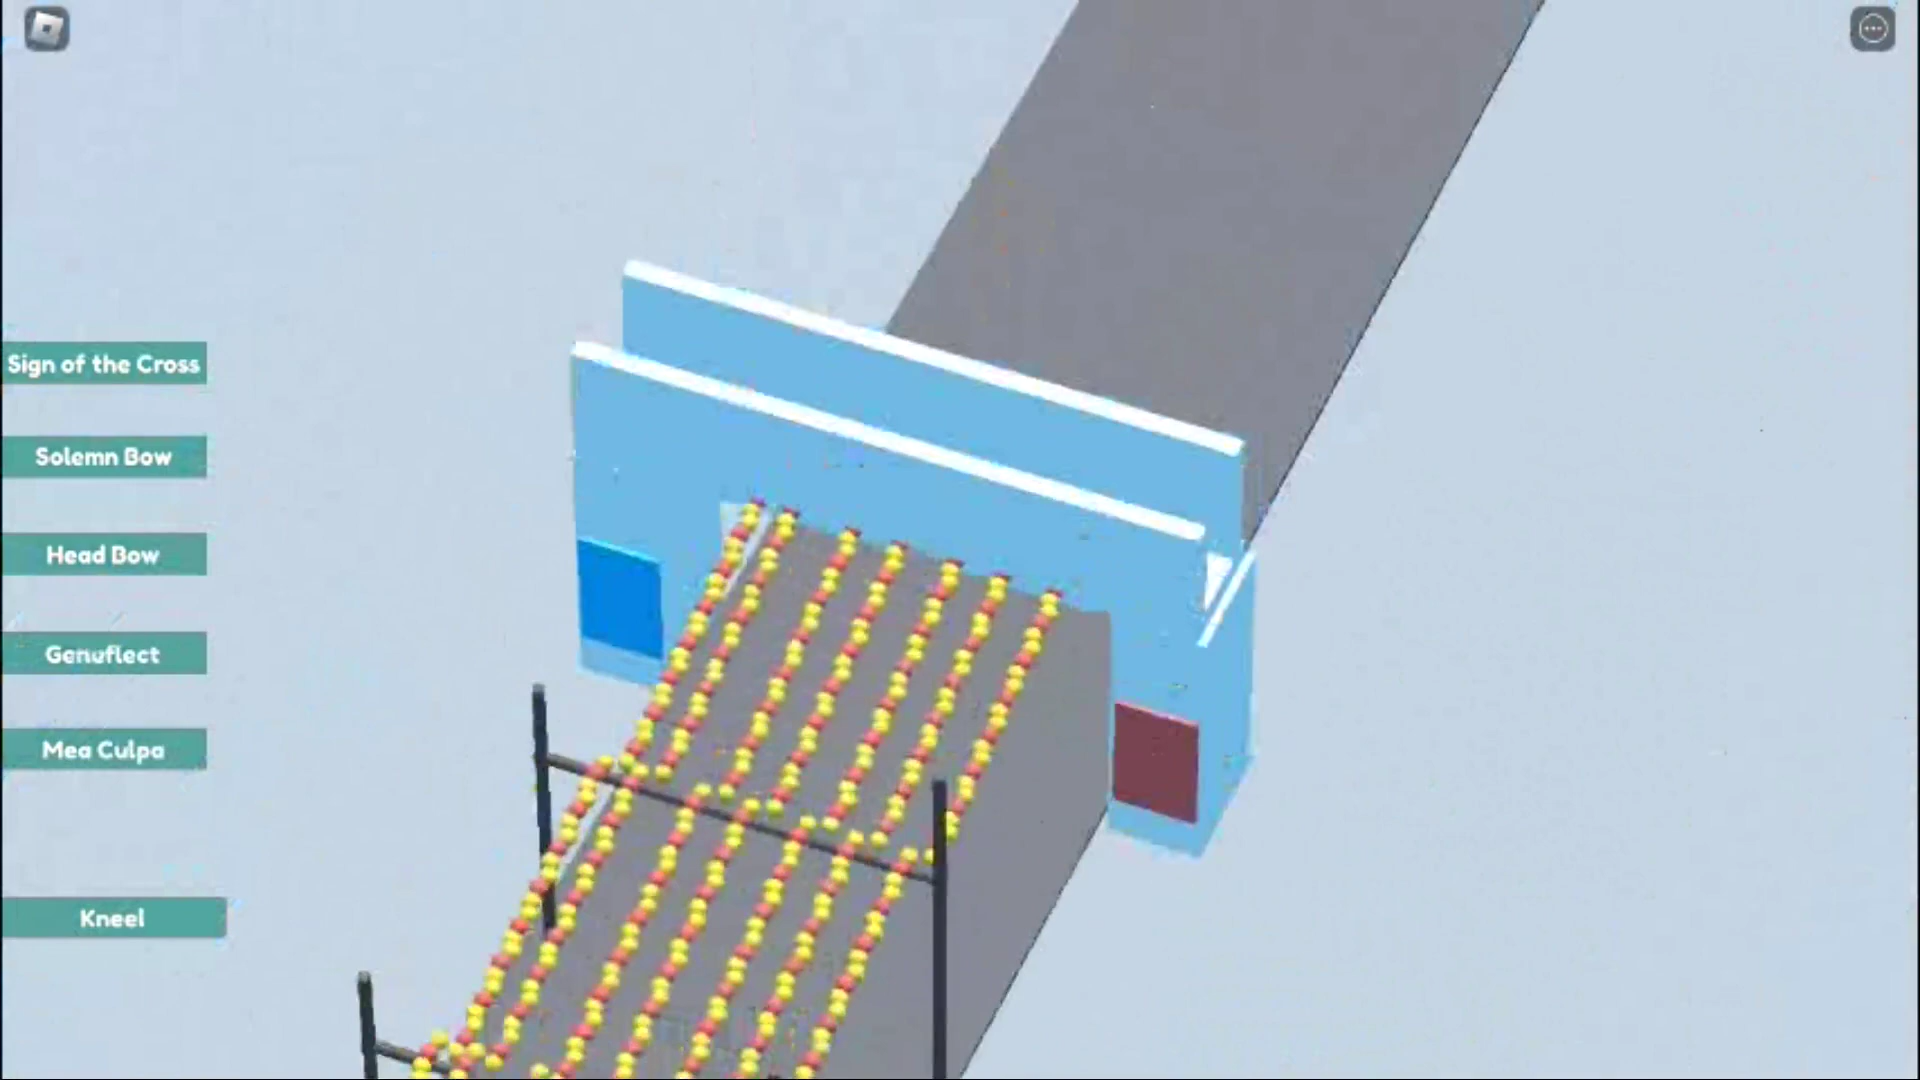 Sign of the Cross
Solemn Bow
Head Bow
Genuflect
Mea Culpa
Kneel